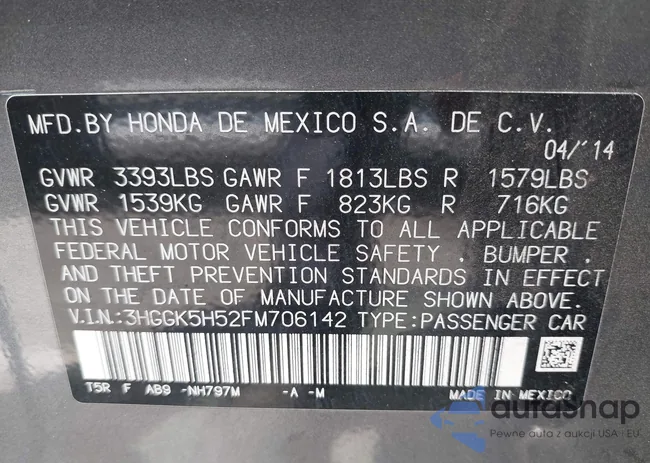 MFD.BY HONDA DE MEXICO S.A. DE C.V.
04/'14
GVWR 3393LBS GAWR F 1813LBS R 1579LBS
GVWR 1539KG GAWR F 823KG R 716KG
THIS VEHICLE CONFORMS TO ALL APPLICABLE
FEDERAL MOTOR VEHICLE SAFETY . BUMPER .
AND THEFT PREVENTION STANDARDS IN EFFECT
ON THE DATE OF MANUFACTURE SHOWN ABOVE.
V.I.N.:3HGGK5H52FM706142 TYPE:PASSENGER CAR
T5R F AB9 -NH797M -A -M MADE IN MEXICO
autaSnap
Pewne auta z aukcji USA i EU